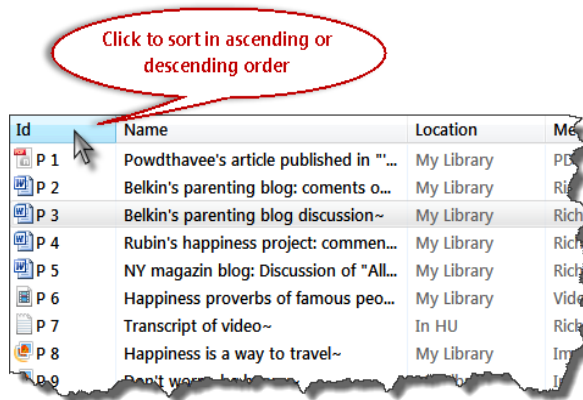 Click to sort in ascending or
descending order
Id Name Location Me
P 1 Powdthavee's article published in "'... My Library PD
P 2 Belkin's parenting blog: coments o... My Library Ri
P 3 Belkin's parenting blog discussion~ My Library Rich
P 4 Rubin's happiness project: commen... My Library Rich
P 5 NY magazin blog: Discussion of "All... My Library Rich
P 6 Happiness proverbs of famous peo... My Library Vide
P 7 Transcript of video~ In HU Rich
P 8 Happiness is a way to travel~ My Library Im
P 9 Don't